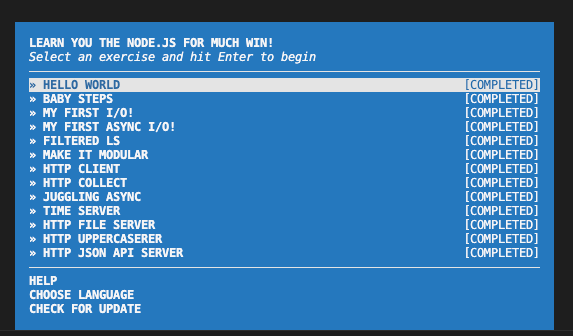 LEARN YOU THE NODE.JS FOR MUCH WIN!
Select an exercise and hit Enter to begin
» HELLO WORLD [COMPLETED]
» BABY STEPS [COMPLETED]
» MY FIRST I/O! [COMPLETED]
» MY FIRST ASYNC I/O! [COMPLETED]
» FILTERED LS [COMPLETED]
» MAKE IT MODULAR [COMPLETED]
» HTTP CLIENT [COMPLETED]
» HTTP COLLECT [COMPLETED]
» JUGGLING ASYNC [COMPLETED]
» TIME SERVER [COMPLETED]
» HTTP FILE SERVER [COMPLETED]
» HTTP UPPERCASERER [COMPLETED]
» HTTP JSON API SERVER [COMPLETED]
HELP
CHOOSE LANGUAGE
CHECK FOR UPDATE